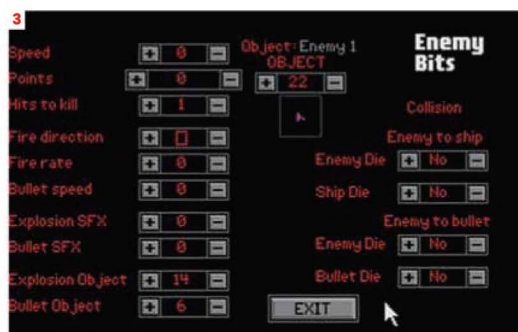 3
Speed + 0 -
Points + 0 -
Hits to kill + 1 -
Fire direction + -
Fire rate + 0 -
Bullet speed + 0 -
Explosion SFX + 0 -
Bullet SFX + 0 -
Explosion Object + 14 -
Bullet Object + 6 -
Object: Enemy 1
OBJECT
+ 22 -
EXIT
Enemy
Bits
Collision
Enemy to ship
Enemy Die + No -
Ship Die + No -
Enemy to bullet
Enemy Die + No -
Bullet Die + No -